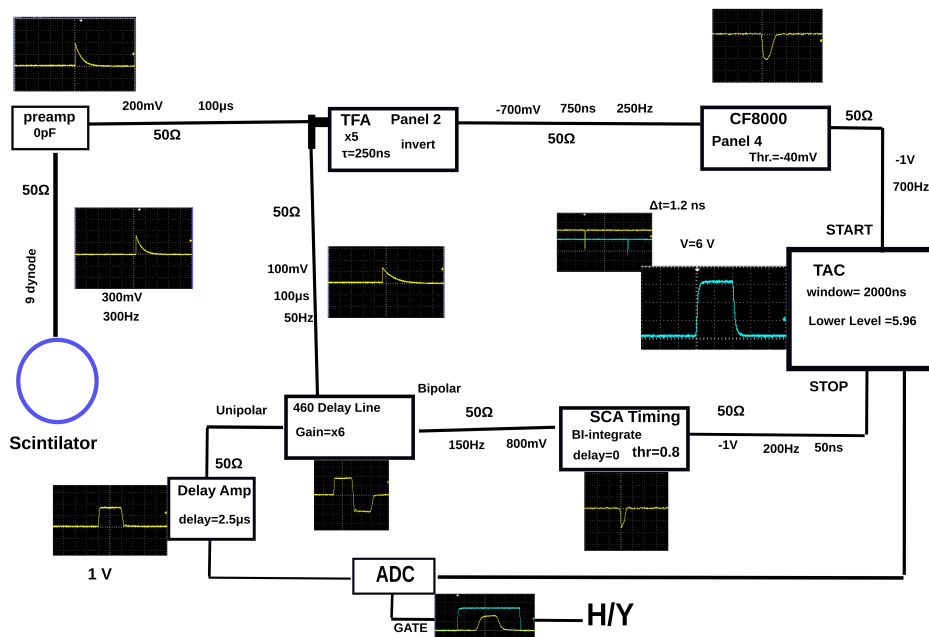 preamp
0pF
200mV 100µs
50Ω
TFA Panel 2
x5
invert
τ=250ns
-700mV 750ns 250Hz
50Ω
CF8000
Panel 4
Thr.=-40mV
50Ω
-1V
700Hz
START
50Ω
9 dynode
300mV
300Hz
50Ω
100mV
100µs
50Hz
Δt=1.2 ns
V=6 V
TAC
window= 2000ns
Lower Level =5.96
STOP
Scintilator
Unipolar
460 Delay Line
Gain=x6
Bipolar
50Ω
150Hz 800mV
SCA Timing
BI-integrate
delay=0 thr=0.8
50Ω
-1V 200Hz 50ns
50Ω
Delay Amp
delay=2.5µs
1 V
ADC
GATE
H/Y